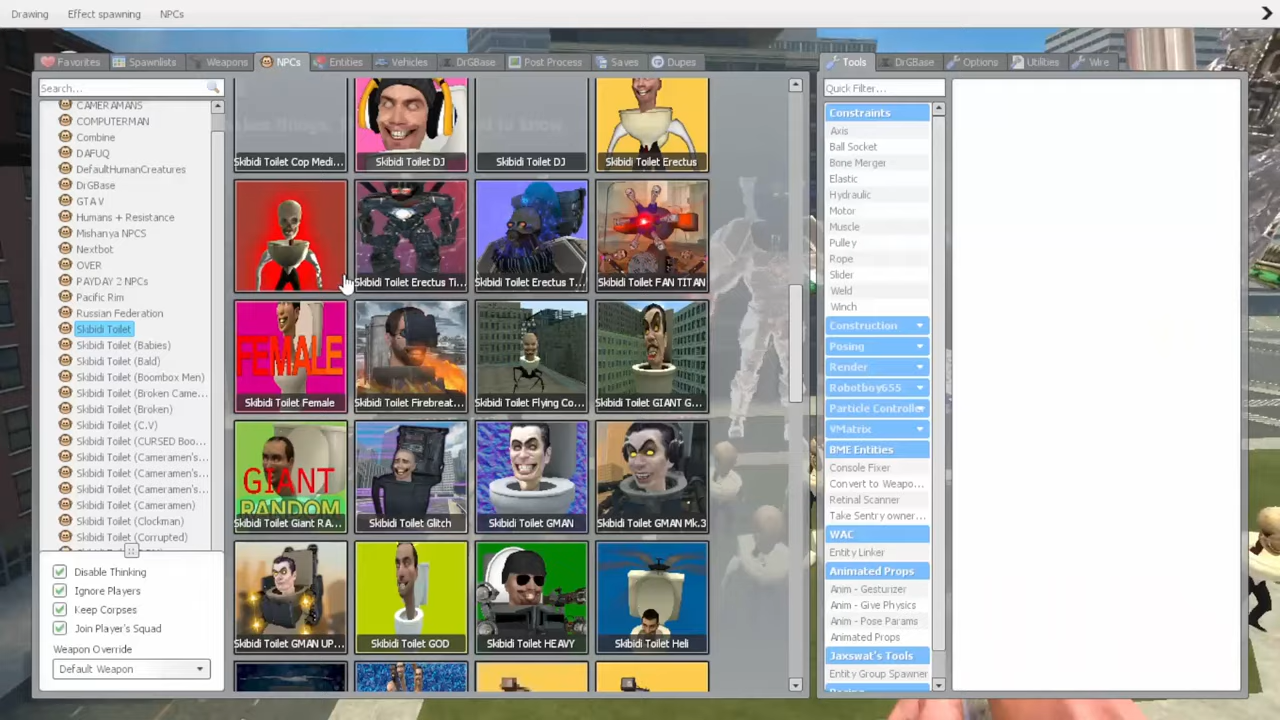 Drawing Effect spawning NPCs
Favorites Spawnlists Weapons NPCs Entities Vehicles DrGBase Post Process Saves Dupes
Tools DrGBase Options Utilities Wire
Search...
CAMERAMANS
COMPUTERMAN
Combine
DAFUQ
DefaultHumanCreatures
DrGBase
GTA V
Humans + Resistance
Mishanya NPCS
Nextbot
OVER
PAYDAY 2 NPCs
Pacific Rim
Russian Federation
Skibidi Toilet
Skibidi Toilet (Babies)
Skibidi Toilet (Bald)
Skibidi Toilet (Boombox Men)
Skibidi Toilet (Broken Came...
Skibidi Toilet (Broken)
Skibidi Toilet (C.V)
Skibidi Toilet (CURSED Boo...
Skibidi Toilet (Cameramen's...
Skibidi Toilet (Cameramen's...
Skibidi Toilet (Cameramen's...
Skibidi Toilet (Cameramen)
Skibidi Toilet (Clockman)
Skibidi Toilet (Corrupted)
Disable Thinking
Ignore Players
Keep Corpses
Join Player's Squad
Weapon Override
Default Weapon
Skibidi Toilet Cop Medi... Skibidi Toilet DJ Skibidi Toilet DJ Skibidi Toilet Erectus
Skibidi Toilet Erectus Ti... Skibidi Toilet Erectus T... Skibidi Toilet FAN TITAN
FEMALE
Skibidi Toilet Female Skibidi Toilet Firebreat... Skibidi Toilet Flying Co... Skibidi Toilet GIANT G...
GIANT
RANDOM
Skibidi Toilet Giant RA... Skibidi Toilet Glitch Skibidi Toilet GMAN Skibidi Toilet GMAN Mk.3
Skibidi Toilet GMAN UP... Skibidi Toilet GOD Skibidi Toilet HEAVY Skibidi Toilet Heli
Quick Filter...
Constraints
Axis
Ball Socket
Bone Merger
Elastic
Hydraulic
Motor
Muscle
Pulley
Rope
Slider
Weld
Winch
Construction
Posing
Render
Robotboy655
Particle Controlle
VMatrix
BME Entities
Console Fixer
Convert to Weapo...
Retinal Scanner
Take Sentry owner...
WAC
Entity Linker
Animated Props
Anim - Gesturizer
Anim - Give Physics
Anim - Pose Params
Animated Props
Jaxswat's Tools
Entity Group Spawner